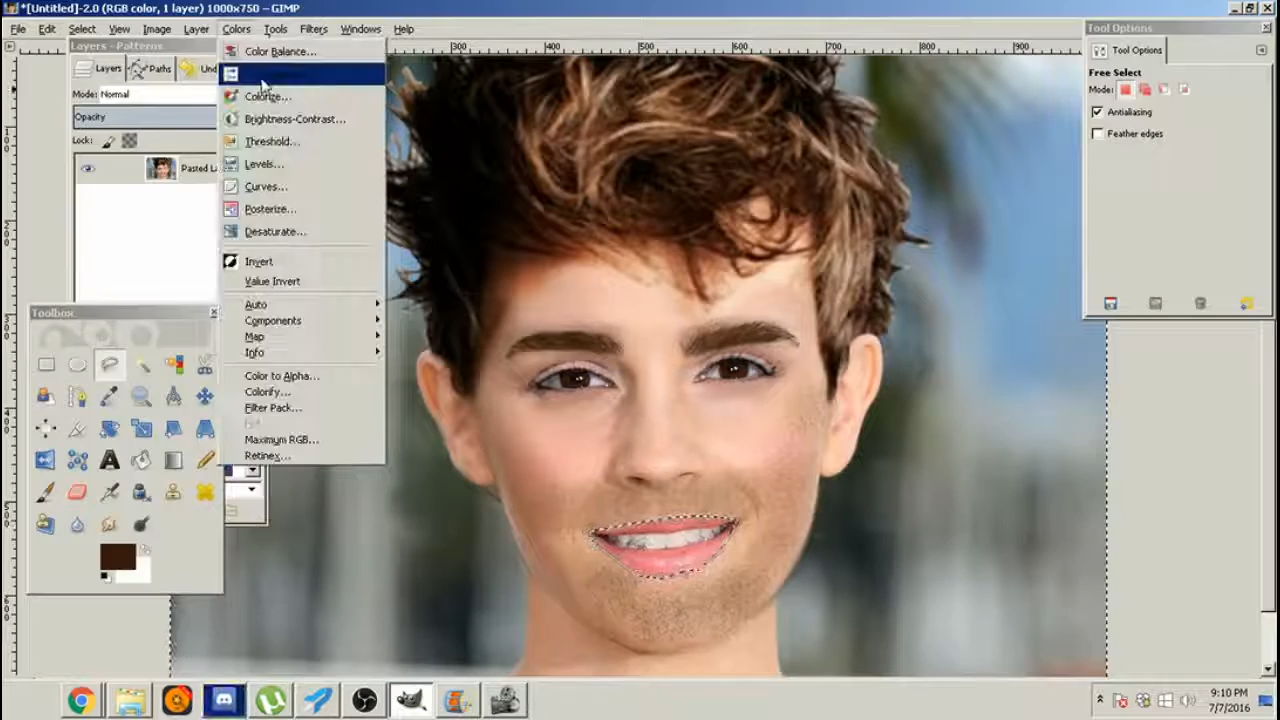 *[Untitled]-2.0 (RGB color, 1 layer) 1000x750 – GIMP
File Edit Select View Image Layer Colors Tools Filters Windows Help
Layers - Patterns
Layers Paths
Mode: Normal
Opacity
Lock:
Pasted
Color Balance...
Colorize...
Brightness-Contrast...
Threshold...
Levels...
Curves...
Posterize...
Desaturate...
Invert
Value Invert
Auto
Components
Map
Info
Color to Alpha...
Colorify...
Filter Pack...
Maximum RGB...
Retinex...
300 400 500 600 700 800 900
Toolbox
Tool Options
Tool Options
Free Select
Mode:
Antialiasing
Feather edges
9:10 PM
7/7/2016